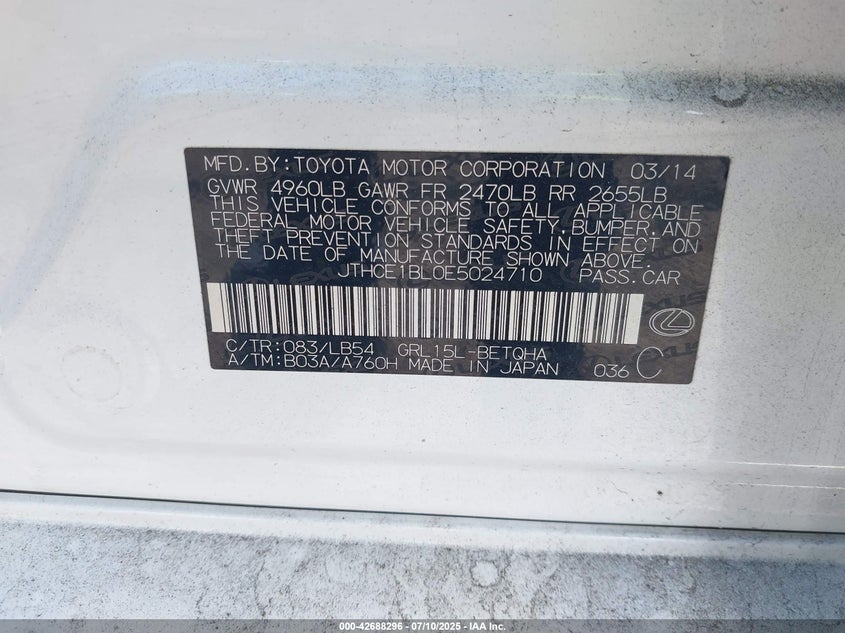 MFD.BY:TOYOTA MOTOR CORPORATION 03/14
GVWR 4960LB GAWR FR 2470LB RR 2655LB
THIS VEHICLE CONFORMS TO ALL APPLICABLE
FEDERAL MOTOR VEHICLE SAFETY,BUMPER,AND
THEFT PREVENTION STANDARDS IN EFFECT ON
THE DATE OF MANUFACTURE SHOWN ABOVE.
JTHCE1BL0E5024710 PASS.CAR
C/TR:083/LB54 GRL15L-BETQHA
A/TM:B03A/A760H MADE IN JAPAN 036 C
000-42688296 - 07/10/2025 - IAA Inc.